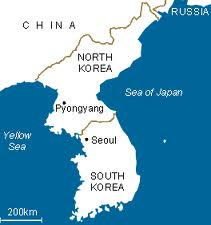 RUSSIA
CHINA
NORTH
KOREA
Sea of Japan
Pyongyang
Yellow
Sea
Seoul
SOUTH
KOREA
200km